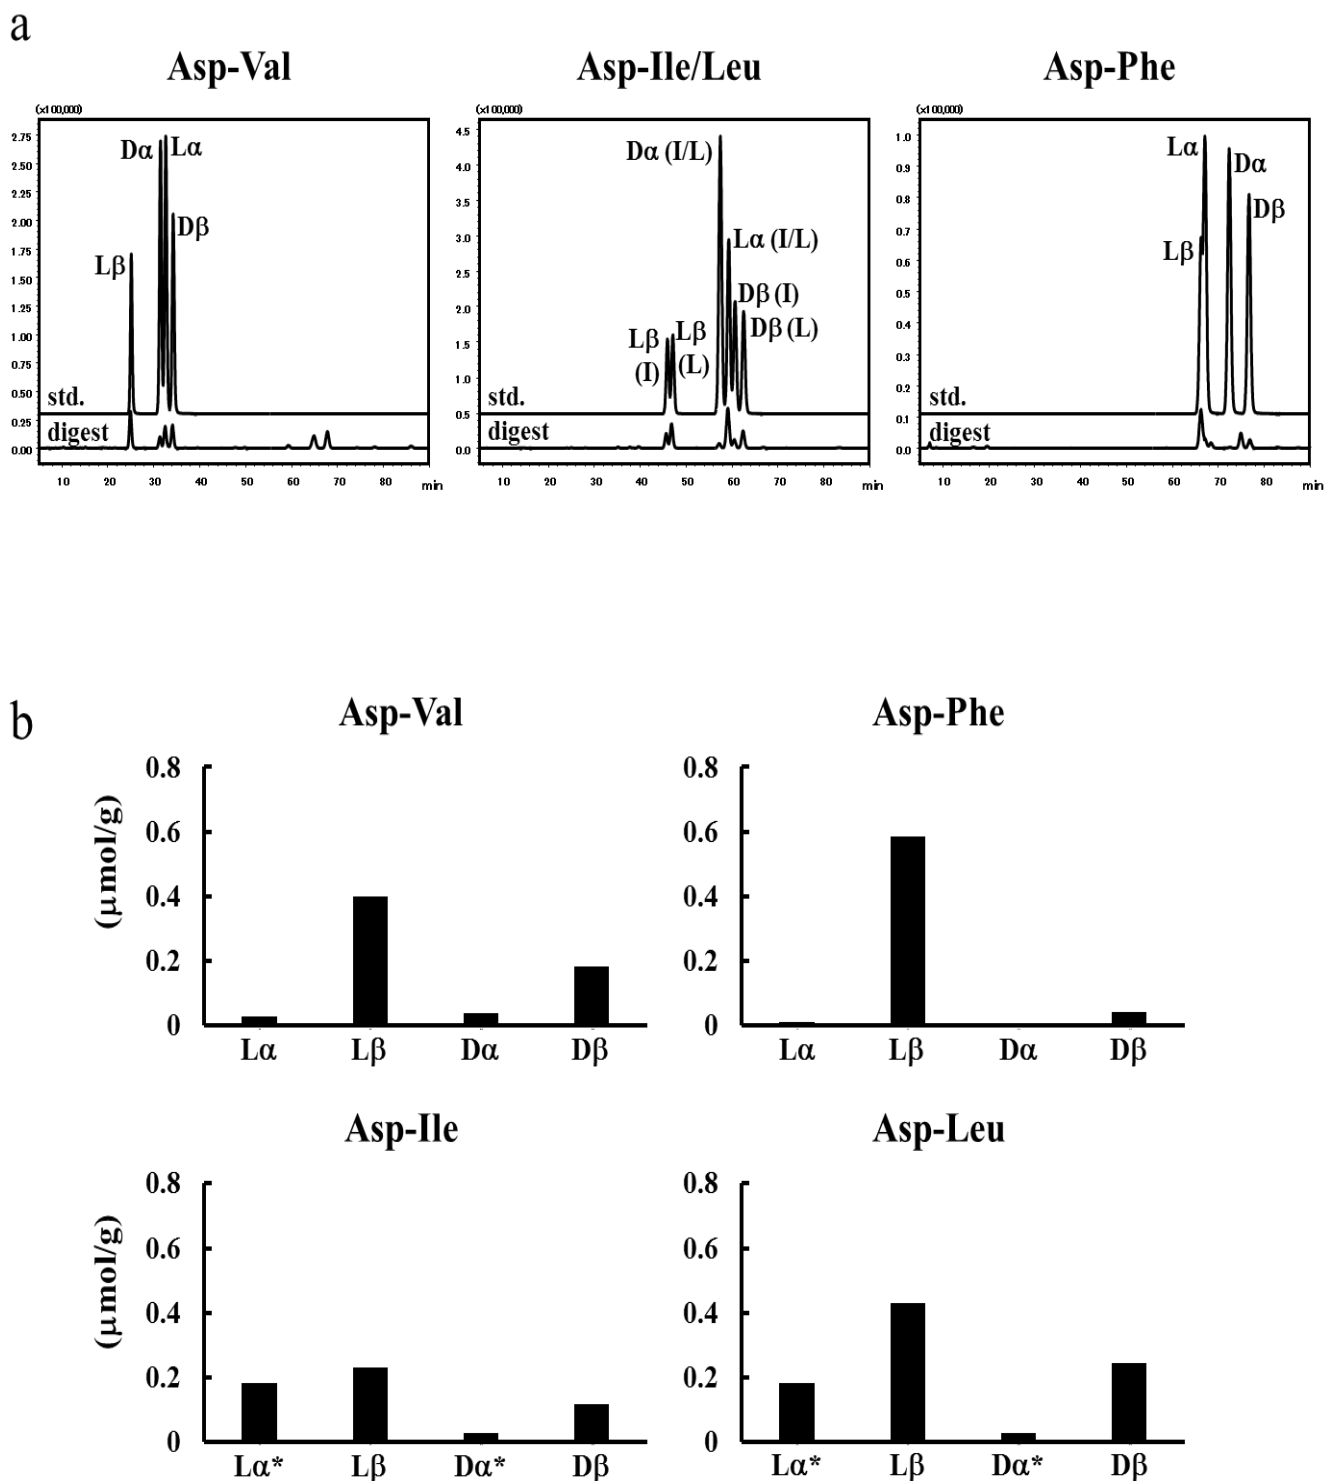 a
Asp-Val
Asp-Ile/Leu
Asp-Phe
(x100,000)
2.75
2.50
2.25
2.00
1.75
1.50
1.25
1.00
0.75
0.50
0.25
0.00
Dα
Lα
Dβ
Lβ
std.
digest
10 20 30 40 50 60 70 80 min
(x100,000)
4.5
4.0
3.5
3.0
2.5
2.0
1.5
1.0
0.5
0.0
Dα (I/L)
Lα (I/L)
Dβ (I)
Dβ (L)
Lβ
(I)
Lβ
(L)
std.
digest
10 20 30 40 50 60 70 80 min
(x100,000)
1.0
0.9
0.8
0.7
0.6
0.5
0.4
0.3
0.2
0.1
0.0
Lα
Dα
Dβ
Lβ
std.
digest
10 20 30 40 50 60 70 80 min
b
Asp-Val
(μmol/g)
0.8
0.6
0.4
0.2
0
Lα Lβ Dα Dβ
Asp-Phe
0.8
0.6
0.4
0.2
0
Lα Lβ Dα Dβ
Asp-Ile
(μmol/g)
0.8
0.6
0.4
0.2
0
Lα* Lβ Dα* Dβ
Asp-Leu
0.8
0.6
0.4
0.2
0
Lα* Lβ Dα* Dβ